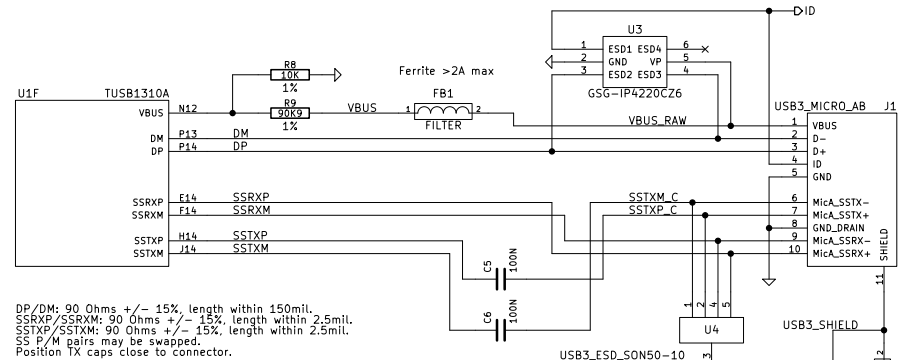 ID
U3
1 ESD1 ESD4 6
2 GND VP 5
3 ESD2 ESD3 4
GSG-IP4220CZ6
R8
10K
1%
Ferrite >2A max
U1F TUSB1310A
R9
90K9
1%
VBUS
FB1
1 2
FILTER
VBUS_RAW
USB3_MICRO_AB J1
VBUS N12
DM P13 DM
DP P14 DP
1 VBUS
2 D-
3 D+
4 ID
5 GND
SSRXP E14 SSRXP
SSRXM F14 SSRXM
SSTXP H14 SSTXP
SSTXM J14 SSTXM
SSTXM_C
SSTXP_C
6 MicA_SSTX-
7 MicA_SSTX+
8 GND_DRAIN
9 MicA_SSRX-
10 MicA_SSRX+
SHIELD
11
C5
100N
C6
100N
1 2 4 5
U4
3
USB3_ESD_SON50-10
USB3_SHIELD
2
DP/DM: 90 Ohms +/- 15%, length within 150mil.
SSRXP/SSRXM: 90 Ohms +/- 15%, length within 2.5mil.
SSTXP/SSTXM: 90 Ohms +/- 15%, length within 2.5mil.
SS P/M pairs may be swapped.
Position TX caps close to connector.